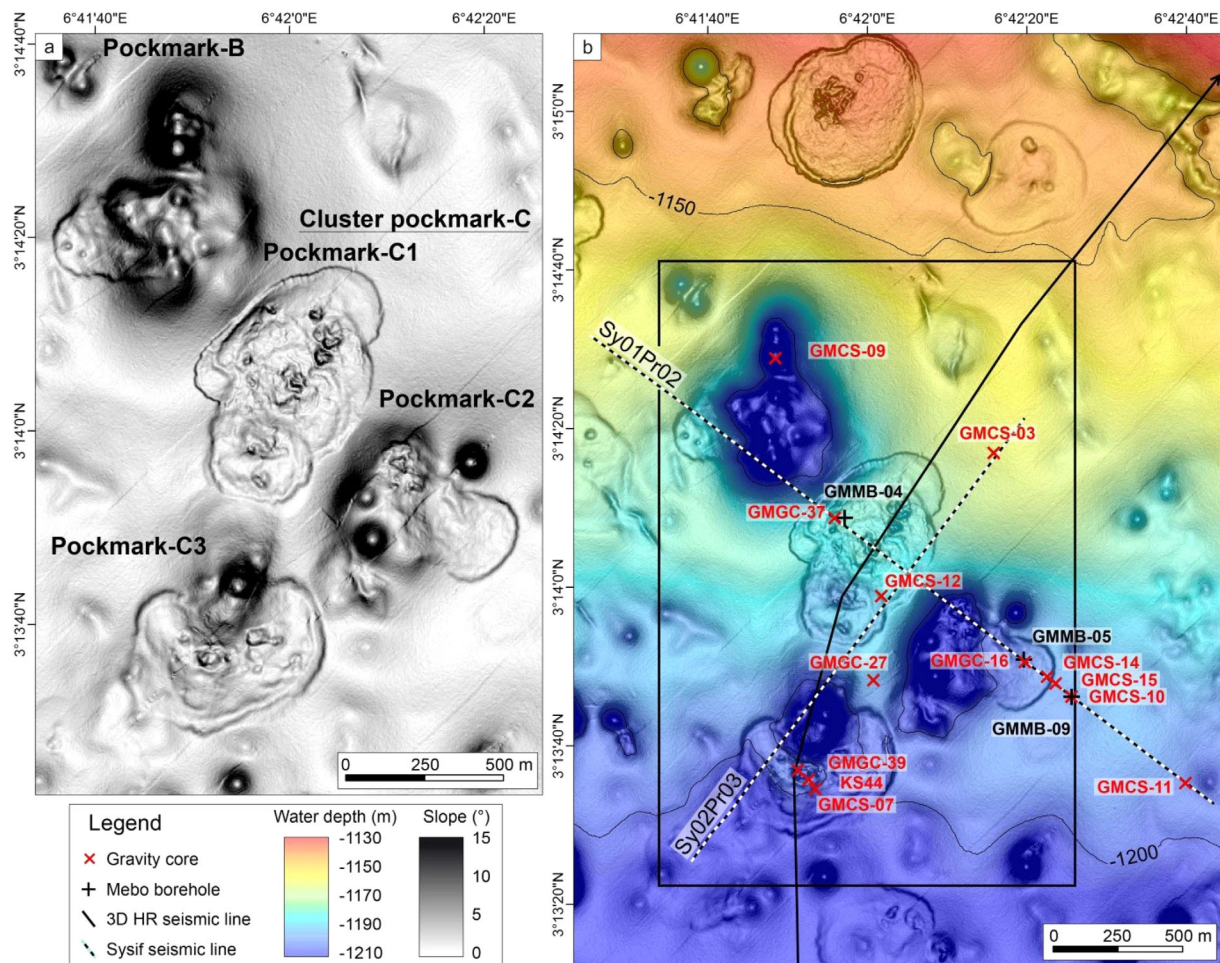 6°41'40"E
6°42'0"E
6°42'20"E
3°14'40"N
3°14'20"N
3°14'0"N
3°13'40"N
a
Pockmark-B
Cluster pockmark-C
Pockmark-C1
Pockmark-C2
Pockmark-C3
0 250 500 m
Legend
Gravity core
Mebo borehole
3D HR seismic line
Sysif seismic line
Water depth (m)
-1130
-1150
-1170
-1190
-1210
Slope (°)
15
10
5
0
6°41'40"E
6°42'0"E
6°42'20"E
6°42'40"E
3°15'0"N
3°14'40"N
3°14'20"N
3°14'0"N
3°13'40"N
3°13'20"N
b
-1150
Sy01Pr02
GMCS-09
GMCS-03
GMMB-04
GMGC-37
GMCS-12
GMMB-05
GMGC-27
GMGC-16
GMCS-14
GMCS-15
GMCS-10
GMMB-09
GMGC-39
KS44
GMCS-07
GMCS-11
Sy02Pr03
-1200
0 250 500 m